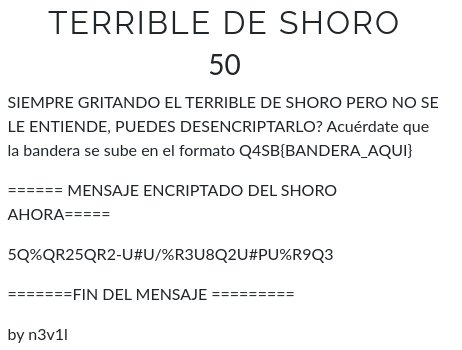 TERRIBLE DE SHORO
50
SIEMPRE GRITANDO EL TERRIBLE DE SHORO PERO NO SE
LE ENTIENDE, PUEDES DESENCRIPTARLO? Acuérdate que
la bandera se sube en el formato Q4SB{BANDERA_AQUI}
====== MENSAJE ENCRIPTADO DEL SHORO
AHORA=====
5Q%QR25QR2-U#U/%R3U8Q2U#PU%R9Q3
=======FIN DEL MENSAJE =========
by n3v1l